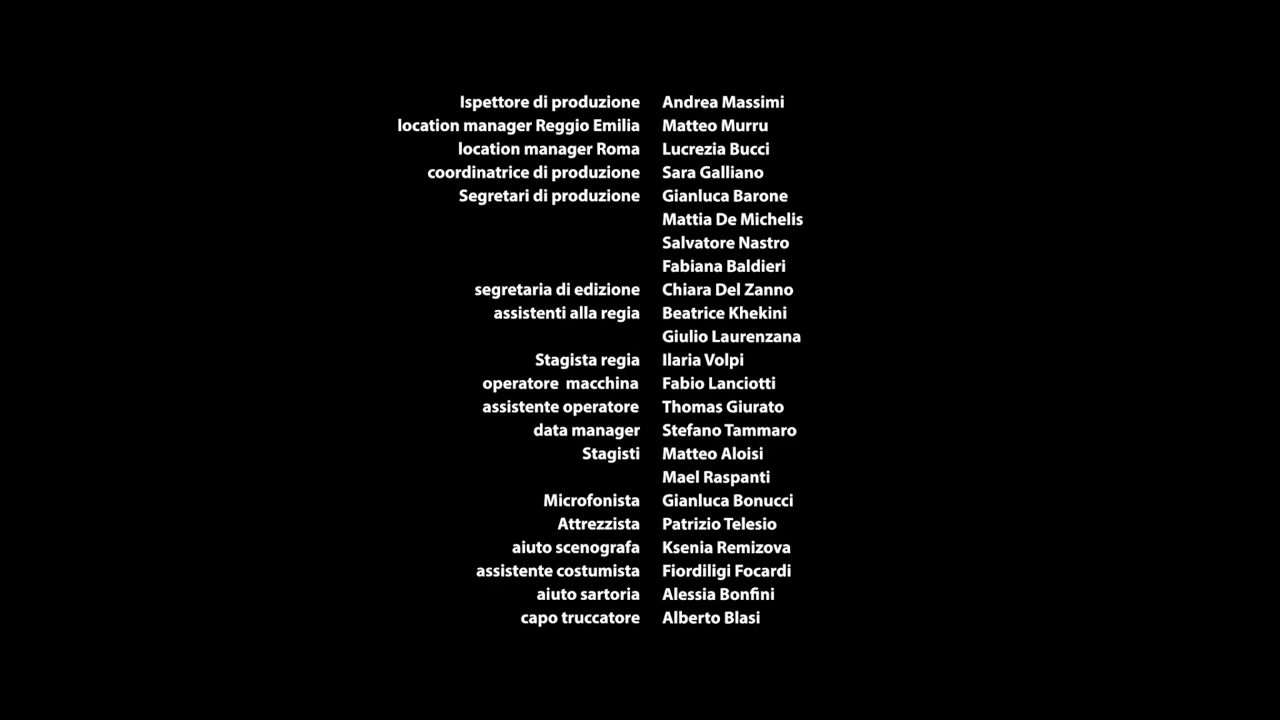 Ispettore di produzione Andrea Massimi
location manager Reggio Emilia Matteo Murru
location manager Roma Lucrezia Bucci
coordinatrice di produzione Sara Galliano
Segretari di produzione Gianluca Barone
Mattia De Michelis
Salvatore Nastro
Fabiana Baldieri
segretaria di edizione Chiara Del Zanno
assistenti alla regia Beatrice Khekini
Giulio Laurenzana
Stagista regia Ilaria Volpi
operatore macchina Fabio Lanciotti
assistente operatore Thomas Giurato
data manager Stefano Tammaro
Stagisti Matteo Aloisi
Mael Raspanti
Microfonista Gianluca Bonucci
Attrezzista Patrizio Telesio
aiuto scenografa Ksenia Remizova
assistente costumista Fiordiligi Focardi
aiuto sartoria Alessia Bonfini
capo truccatore Alberto Blasi